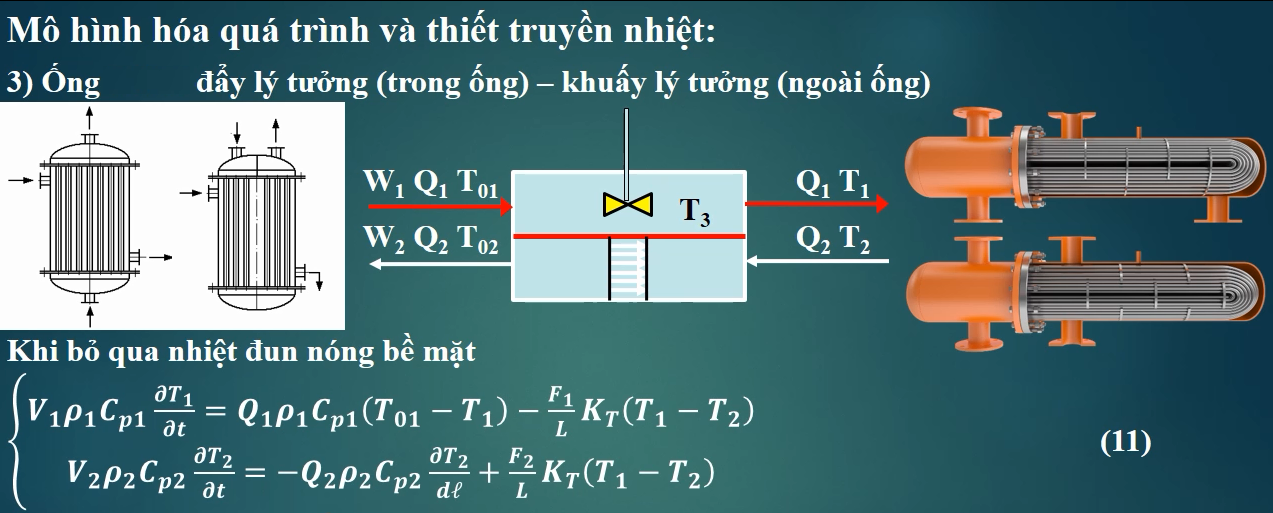 Mô hình hóa quá trình và thiết truyền nhiệt:
3) Ống đẩy lý tưởng (trong ống) – khuấy lý tưởng (ngoài ống)
W₁ Q₁ T₀₁
Q₁ T₁
T₃
W₂ Q₂ T₀₂
Q₂ T₂
Khi bỏ qua nhiệt đun nóng bề mặt
V₁ρ₁Cₚ₁ ∂T₁/∂t = Q₁ρ₁Cₚ₁(T₀₁ − T₁) − F₁/L K_T(T₁ − T₂)
V₂ρ₂Cₚ₂ ∂T₂/∂t = −Q₂ρ₂Cₚ₂ ∂T₂/dℓ + F₂/L K_T(T₁ − T₂)
(11)